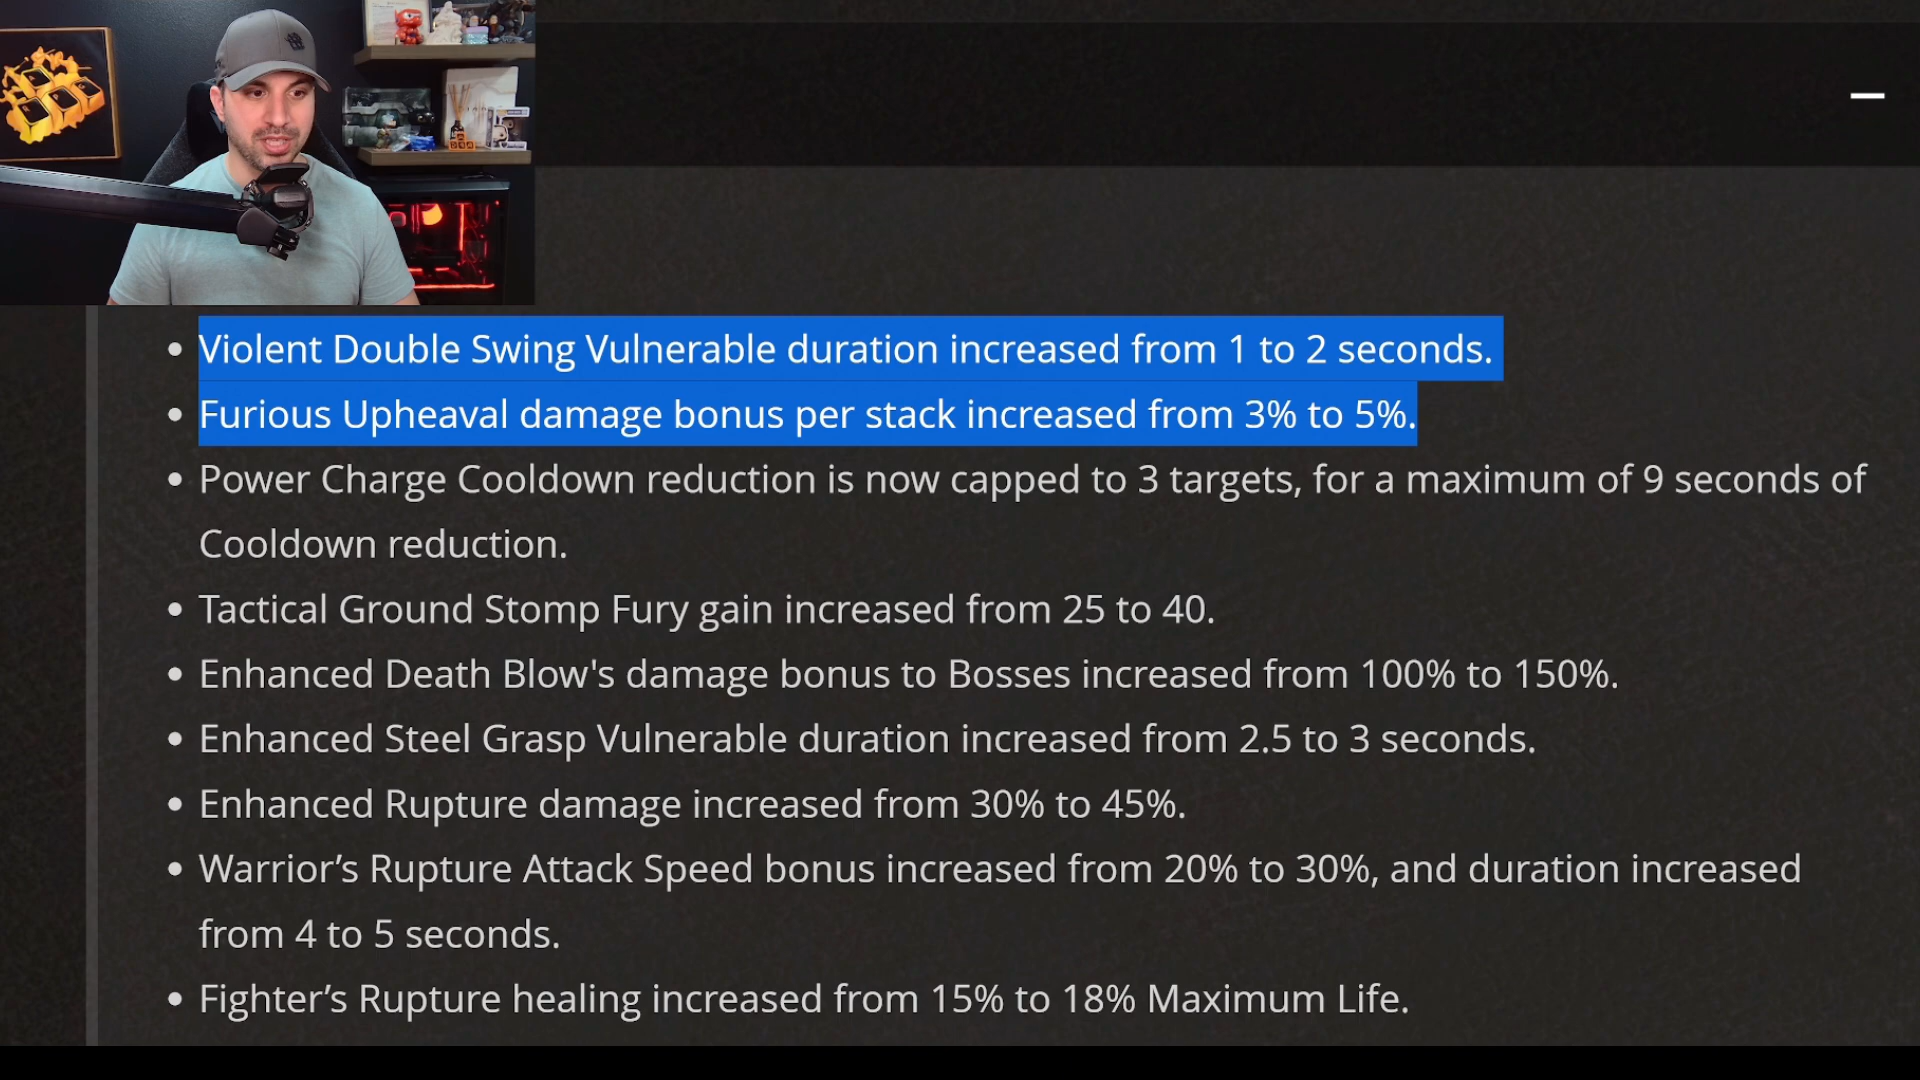 Violent Double Swing Vulnerable duration increased from 1 to 2 seconds.
Furious Upheaval damage bonus per stack increased from 3% to 5%.
Power Charge Cooldown reduction is now capped to 3 targets, for a maximum of 9 seconds of
Cooldown reduction.
Tactical Ground Stomp Fury gain increased from 25 to 40.
Enhanced Death Blow's damage bonus to Bosses increased from 100% to 150%.
Enhanced Steel Grasp Vulnerable duration increased from 2.5 to 3 seconds.
Enhanced Rupture damage increased from 30% to 45%.
Warrior’s Rupture Attack Speed bonus increased from 20% to 30%, and duration increased
from 4 to 5 seconds.
Fighter’s Rupture healing increased from 15% to 18% Maximum Life.